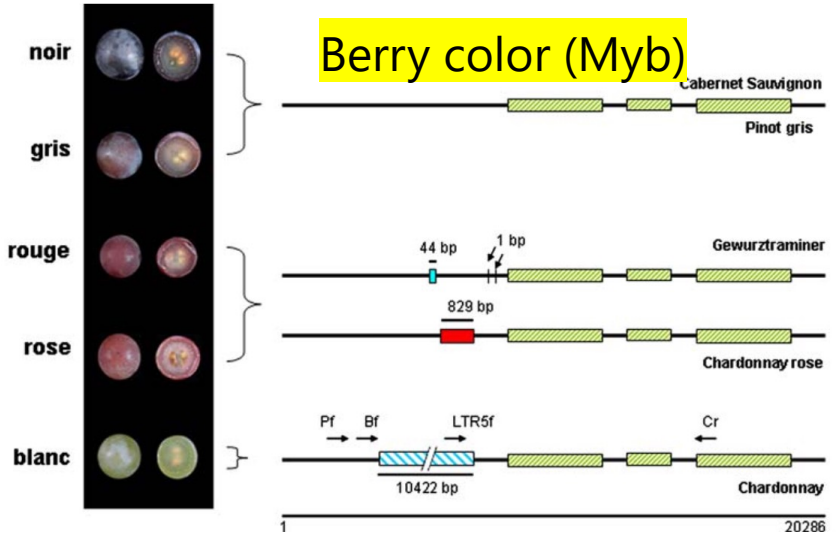 Berry color (Myb)
noir
gris
rouge
rose
blanc
Cabernet Sauvignon
Pinot gris
44 bp
1 bp
Gewurztraminer
829 bp
Chardonnay rose
Pf
Bf
LTR5f
Cr
10422 bp
Chardonnay
1
20286